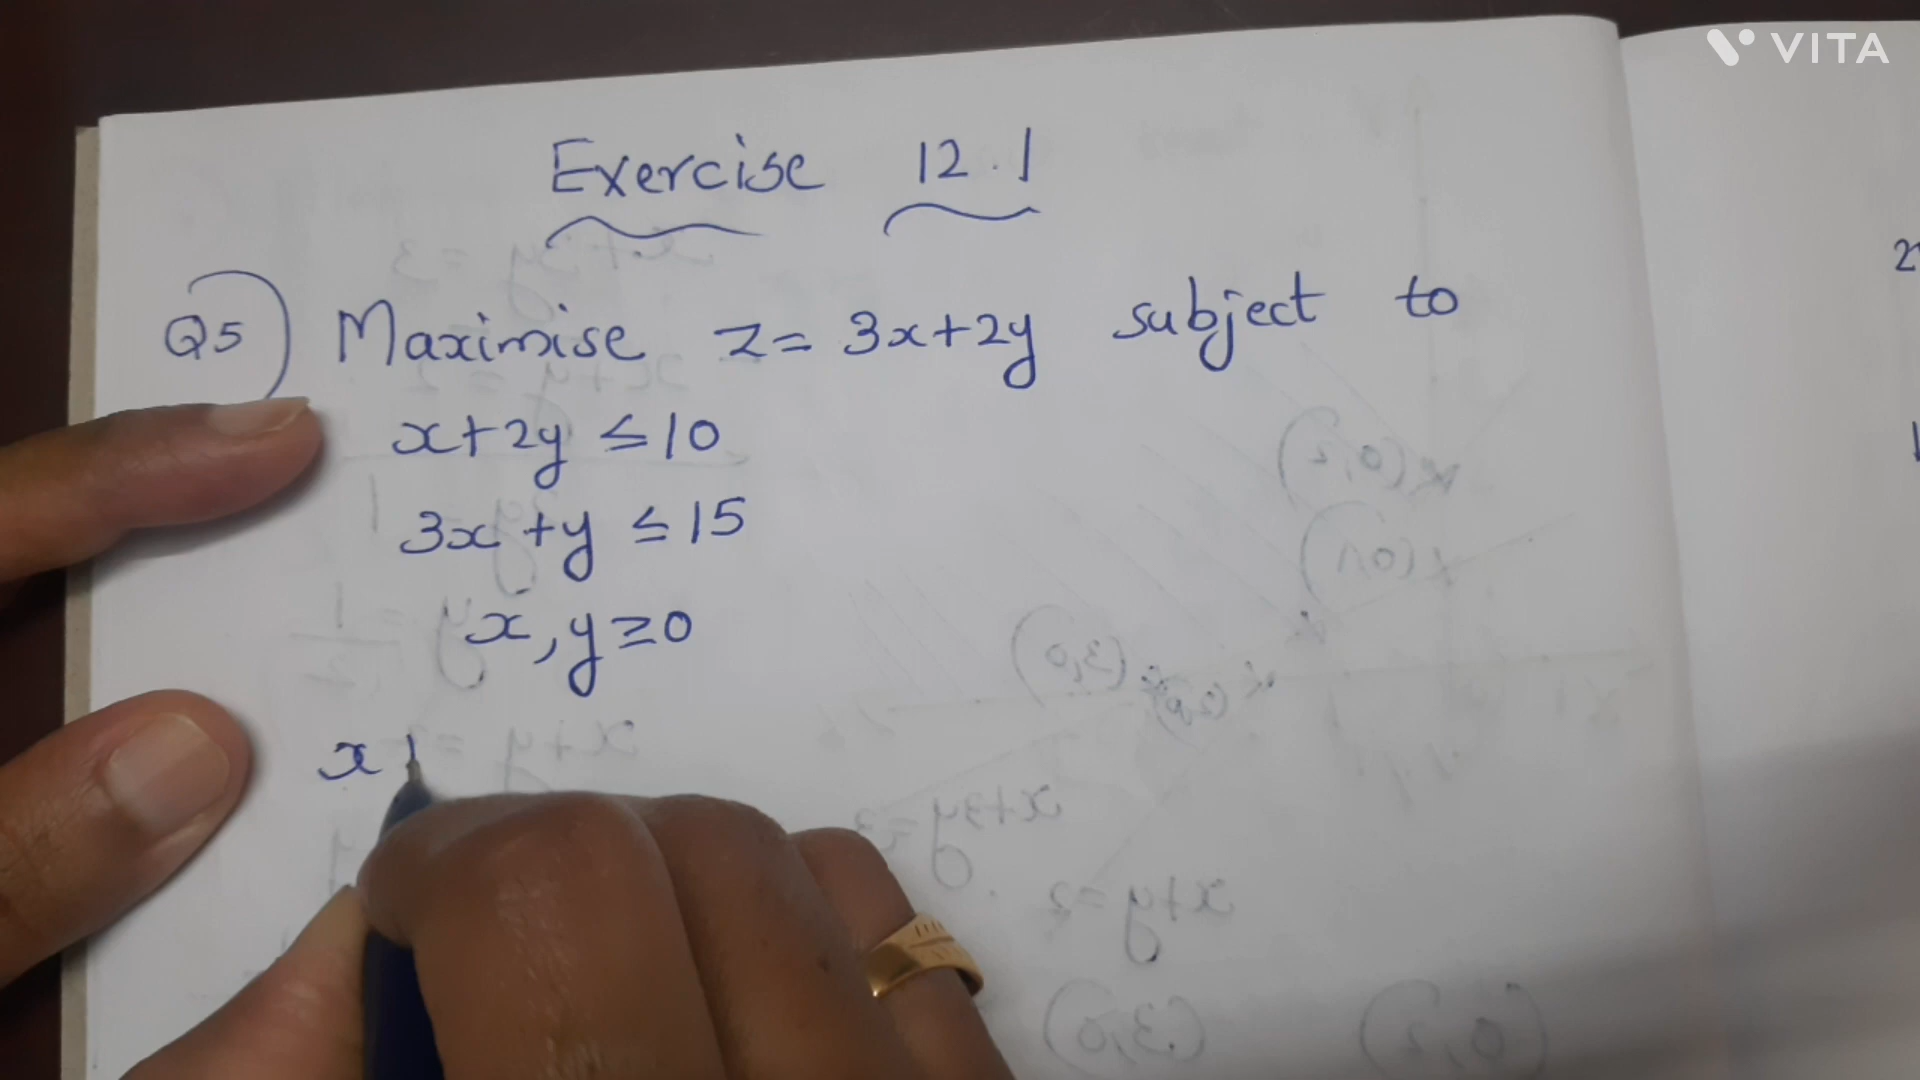 VITA
Exercise 12.1
Q5) Maximise z = 3x+2y subject to
x+2y ≤ 10
3x+y ≤ 15
x, y ≥ 0
x